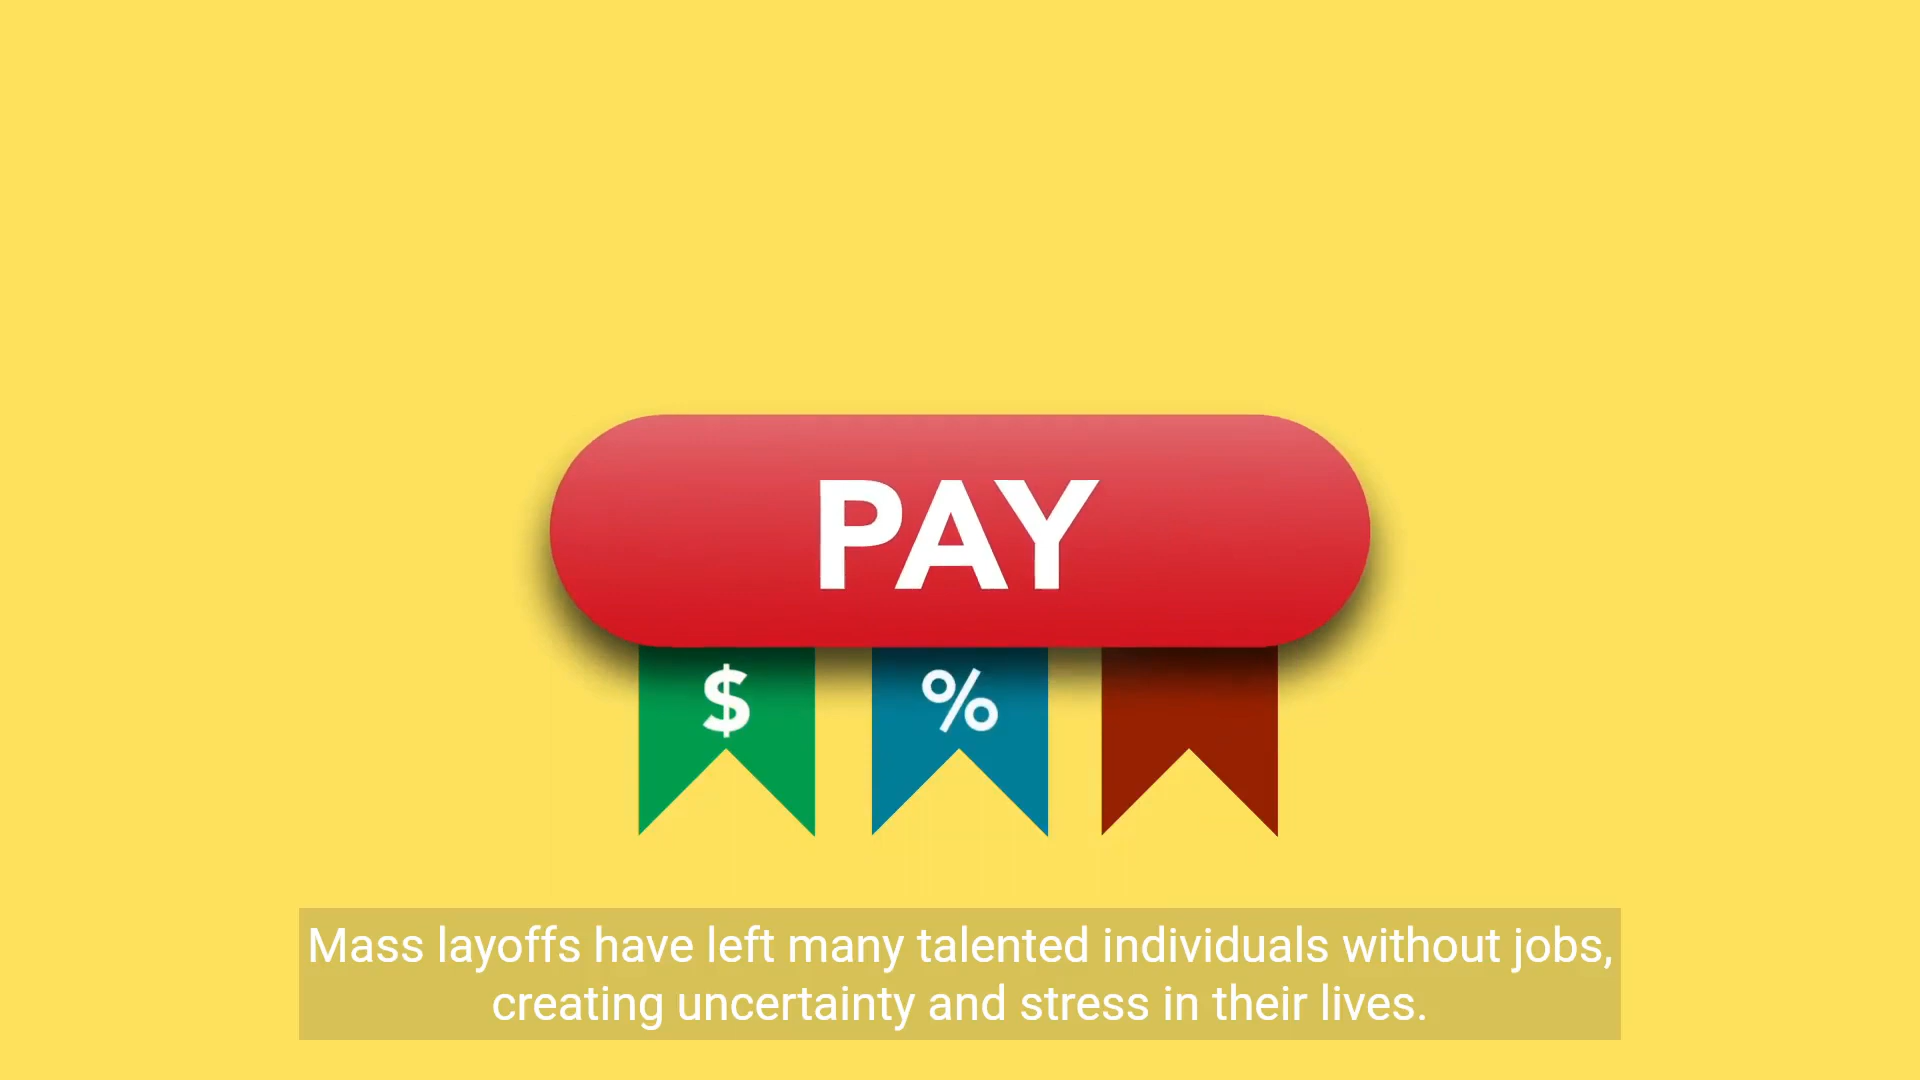 PAY
$ %
Mass layoffs have left many talented individuals without jobs,
creating uncertainty and stress in their lives.